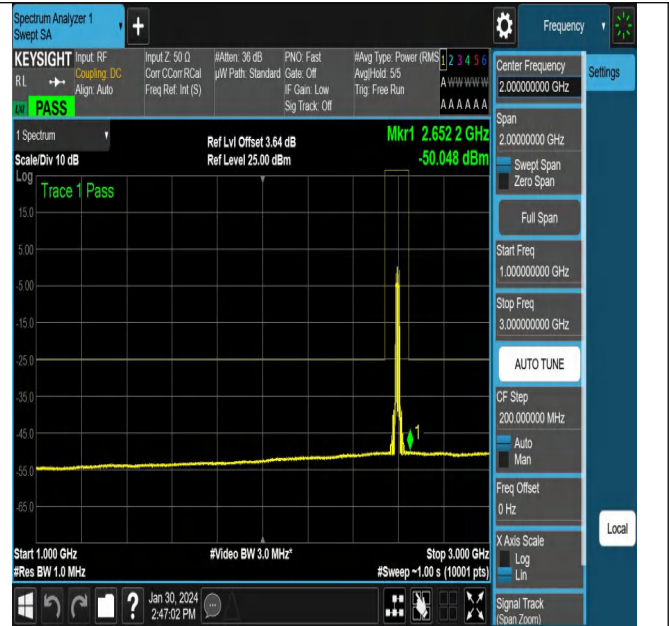 Spectrum Analyzer 1
Swept SA
+
Frequency
KEYSIGHT
RL
LXI
PASS
Input: RF
Coupling: DC
Align: Auto
Input Z: 50 Ω
Corr CCorr RCal
Freq Ref: Int (S)
#Atten: 36 dB
µW Path: Standard
PNO: Fast
Gate: Off
IF Gain: Low
Sig Track: Off
#Avg Type: Power (RMS
Avg|Hold: 5/5
Trig: Free Run
1 2 3 4 5 6
A W W W W W
A A A A A A
1 Spectrum
Scale/Div 10 dB
Ref Lvl Offset 3.64 dB
Ref Level 25.00 dBm
Mkr1 2.652 2 GHz
-50.048 dBm
Log
Trace 1 Pass
15.0
5.00
-5.00
-15.0
-25.0
-35.0
-45.0
-55.0
-65.0
1
Start 1.000 GHz
#Res BW 1.0 MHz
#Video BW 3.0 MHz*
Stop 3.000 GHz
#Sweep ~1.00 s (10001 pts)
?
Jan 30, 2024
2:47:02 PM
Center Frequency
2.000000000 GHz
Span
2.00000000 GHz
Swept Span
Zero Span
Full Span
Start Freq
1.000000000 GHz
Stop Freq
3.000000000 GHz
AUTO TUNE
CF Step
200.000000 MHz
Auto
Man
Freq Offset
0 Hz
X Axis Scale
Log
Lin
Signal Track
(Span Zoom)
Settings
Local